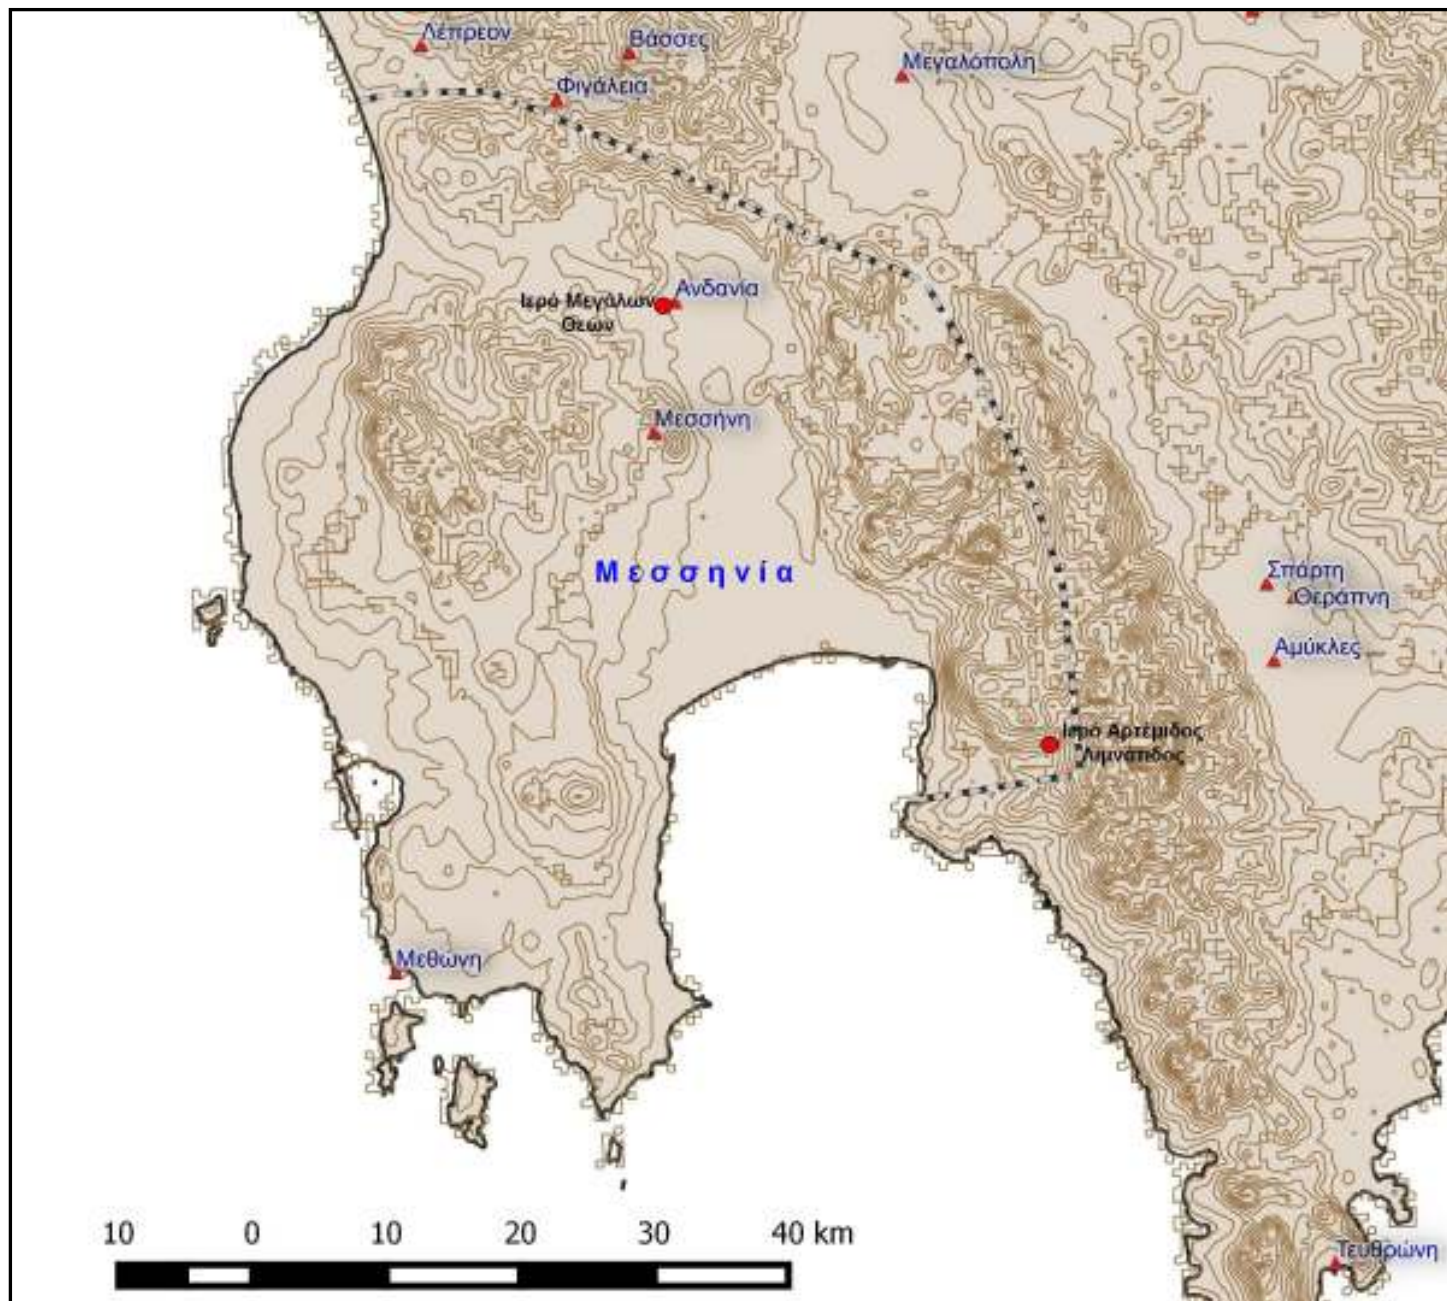 Λέπρεον
Βάσσες
Μεγαλόπολη
Φιγάλεια
Ανδανία
Ιερό Μεγάλων
Θεών
Μεσσήνη
Μεσσηνία
Σπάρτη
Θεράπνη
Αμύκλες
Ιερό Αρτέμιδος
Λιμνάτιδος
Μεθώνη
10 0 10 20 30 40 km
Τευθρώνη